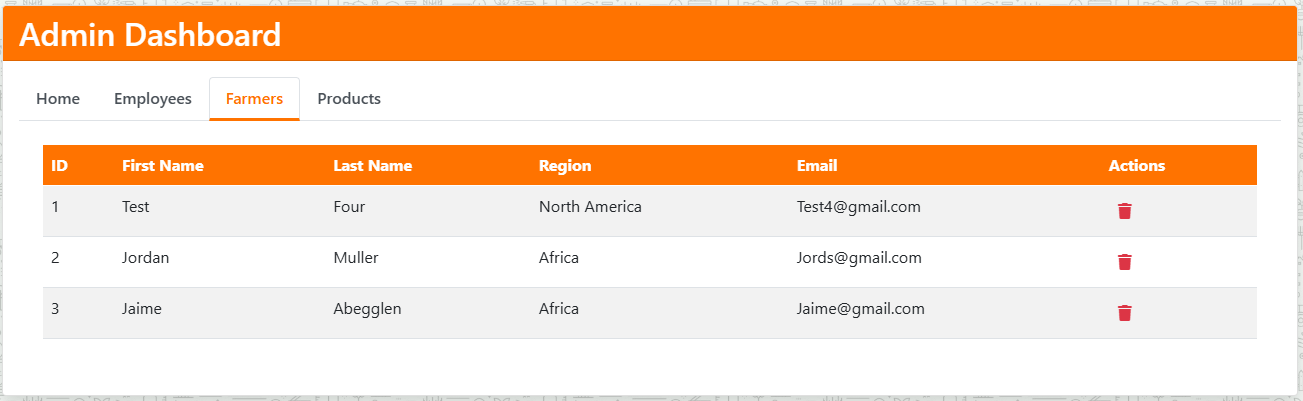 Admin Dashboard
Home Employees Farmers Products
ID First Name Last Name Region Email Actions
1 Test Four North America Test4@gmail.com
2 Jordan Muller Africa Jords@gmail.com
3 Jaime Abegglen Africa Jaime@gmail.com